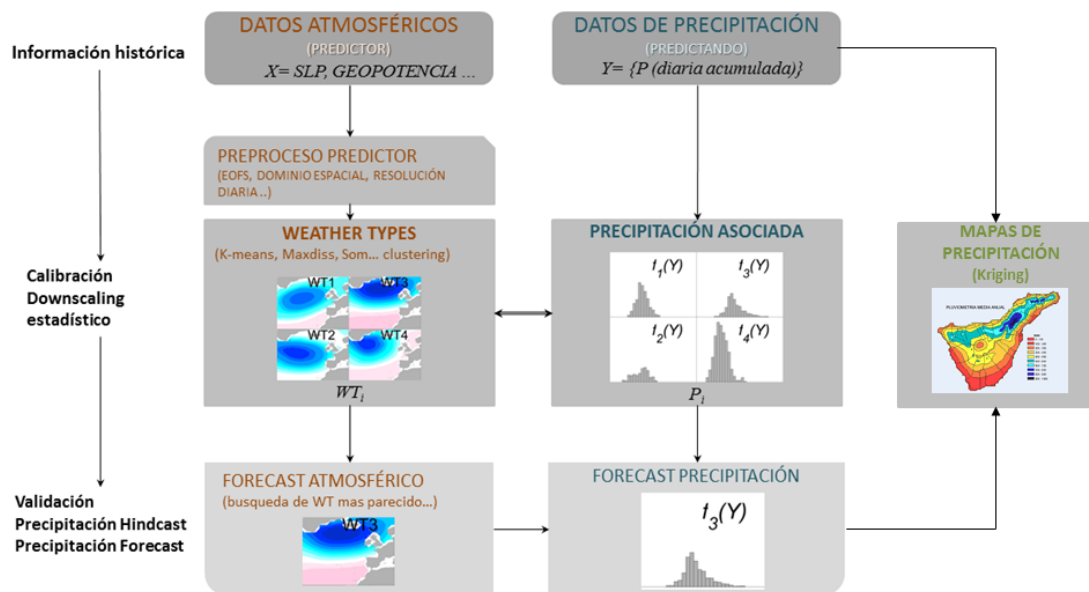 Información histórica
DATOS ATMOSFÉRICOS
(PREDICTOR)
X= SLP, GEOPOTENCIA ...
DATOS DE PRECIPITACIÓN
(PREDICTANDO)
Y= {P (diaria acumulada)}
PREPROCESO PREDICTOR
(EOFS, DOMINIO ESPACIAL, RESOLUCIÓN
DIARIA ..)
Calibración
Downscaling
estadístico
WEATHER TYPES
(K-means, Maxdiss, Som... clustering)
WT1
WT3
WT2
WT4
WTi
PRECIPITACIÓN ASOCIADA
f1(Y)
f3(Y)
f2(Y)
f4(Y)
Pi
MAPAS DE
PRECIPITACIÓN
(Kriging)
PLUVIOMETRIA MEDIA ANUAL
Validación
Precipitación Hindcast
Precipitación Forecast
FORECAST ATMOSFÉRICO
(busqueda de WT mas parecido...)
WT3
FORECAST PRECIPITACIÓN
f3(Y)